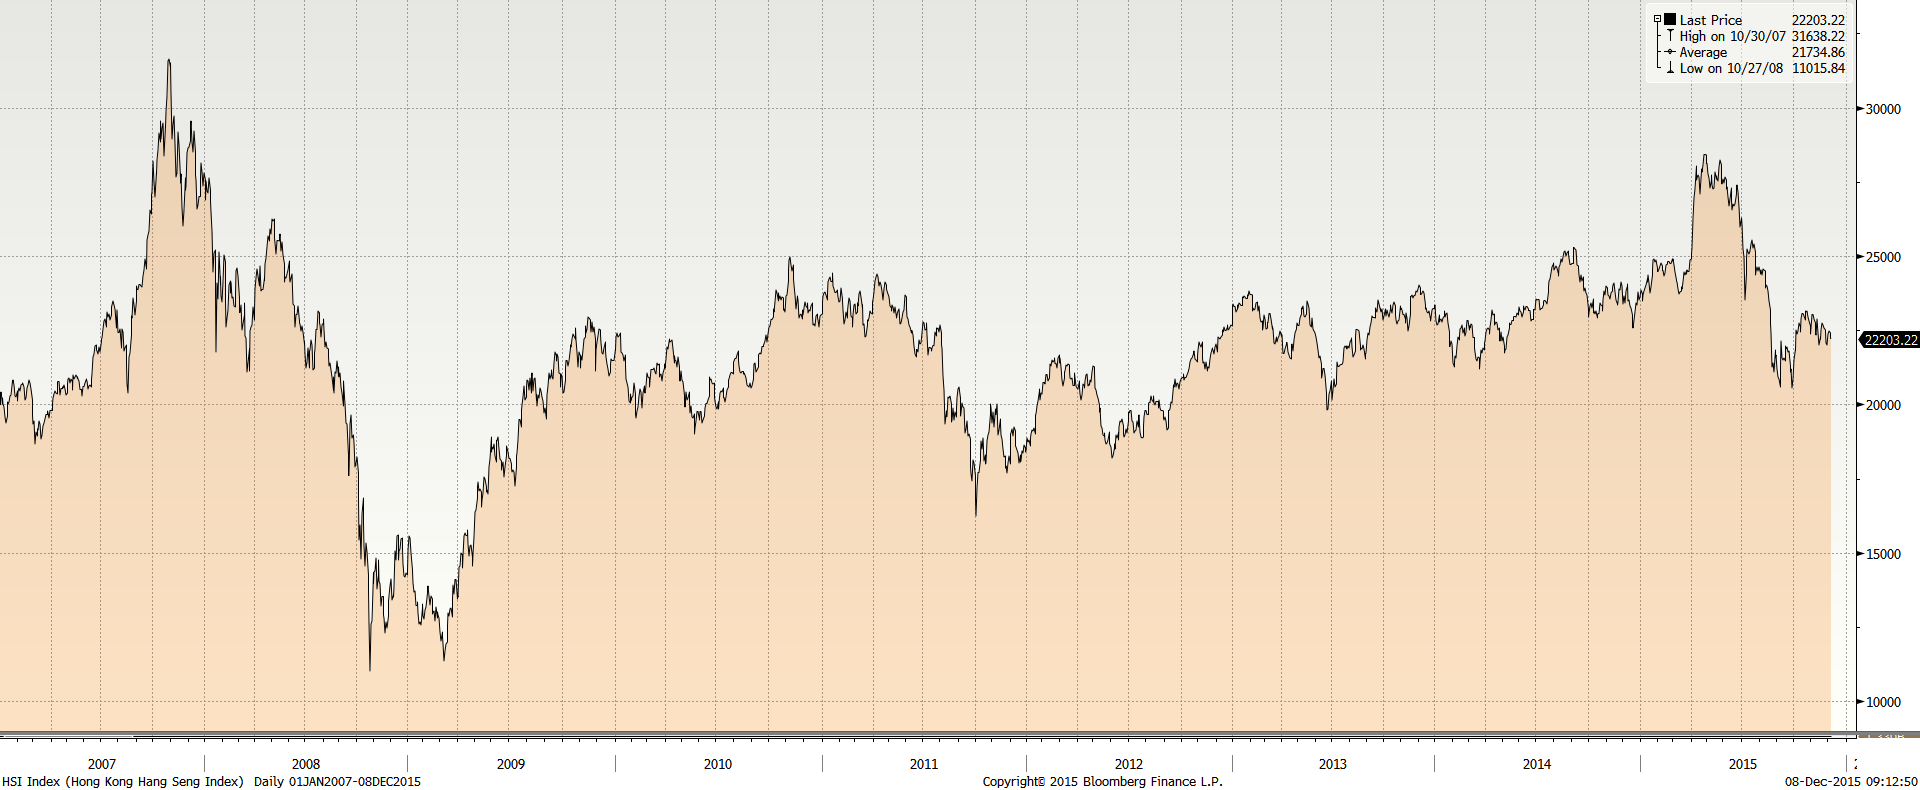 Last Price 22203.22
High on 10/30/07 31638.22
Average 21734.86
Low on 10/27/08 11015.84
30000
25000
22203.22
20000
15000
10000
2007 2008 2009 2010 2011 2012 2013 2014 2015
HSI Index (Hong Kong Hang Seng Index) Daily 01JAN2007-08DEC2015 Copyright© 2015 Bloomberg Finance L.P. 08-Dec-2015 09:12:50